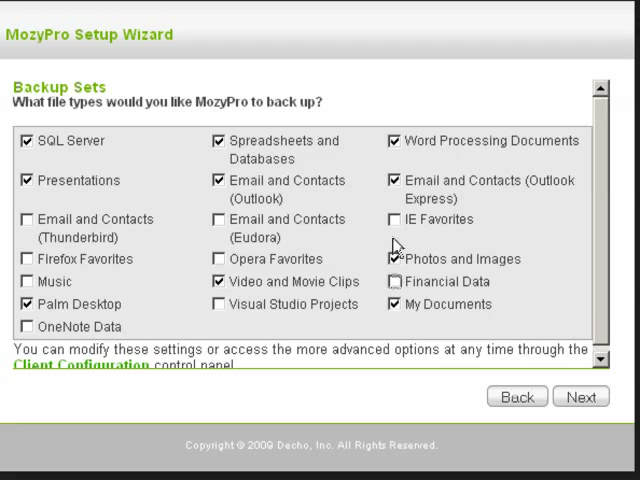 MozyPro Setup Wizard
Backup Sets
What file types would you like MozyPro to back up?
SQL Server
Spreadsheets and
Databases
Word Processing Documents
Presentations
Email and Contacts
(Outlook)
Email and Contacts (Outlook
Express)
Email and Contacts
(Thunderbird)
Email and Contacts
(Eudora)
IE Favorites
Firefox Favorites
Opera Favorites
Photos and Images
Music
Video and Movie Clips
Financial Data
Palm Desktop
Visual Studio Projects
My Documents
OneNote Data
You can modify these settings or access the more advanced options at any time through the
Client Configuration control panel
Back
Next
Copyright © 2009 Decho, Inc. All Rights Reserved.